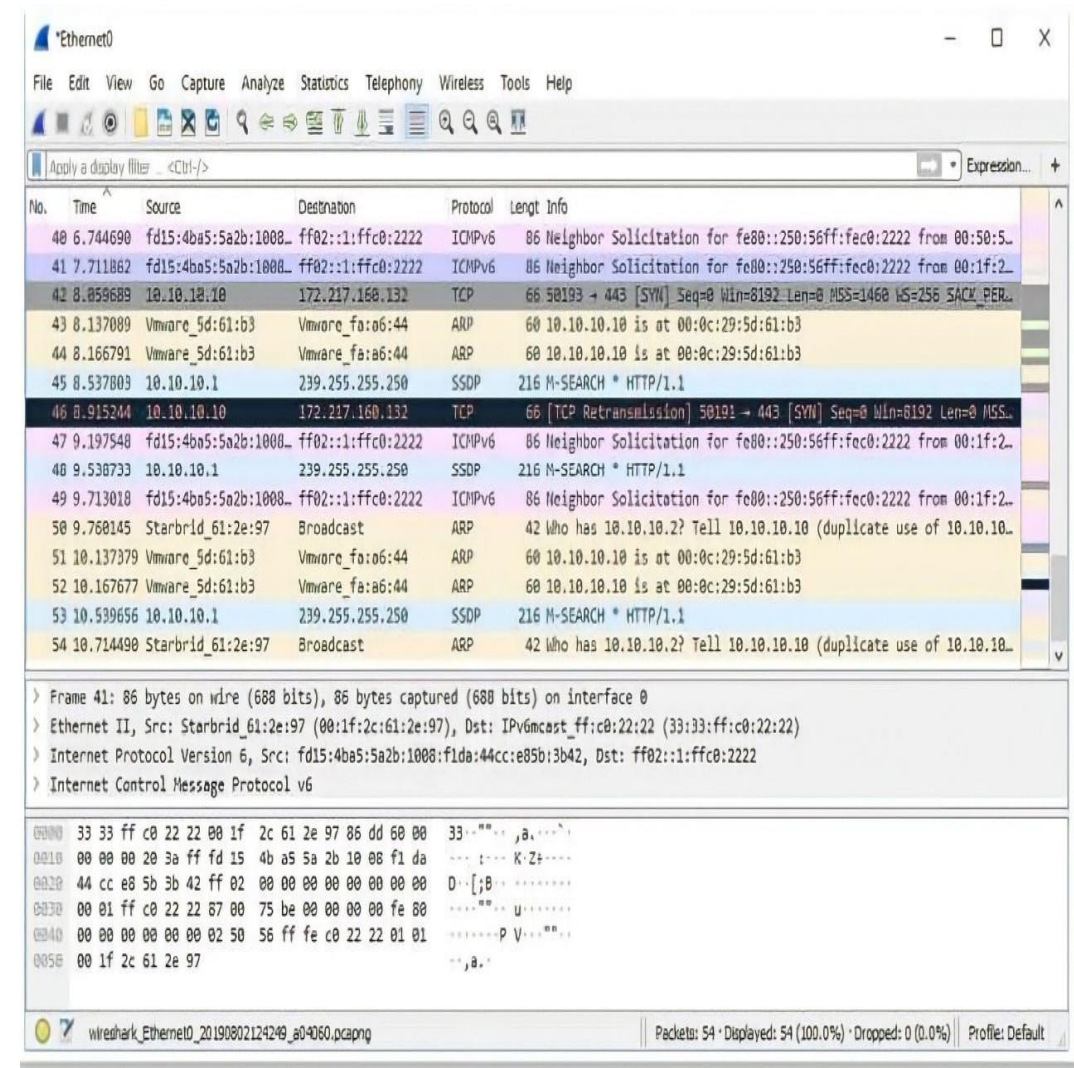 *Ethernet0
File Edit View Go Capture Analyze Statistics Telephony Wireless Tools Help
Apply a display filter ... <Ctrl-/> Expression... +
No. Time Source Destination Protocol Lengt Info
40 6.744690 fd15:4ba5:5a2b:1008… ff02::1:ffc0:2222 ICMPv6 86 Neighbor Solicitation for fe80::250:56ff:fec0:2222 from 00:50:5…
41 7.711862 fd15:4ba5:5a2b:1008… ff02::1:ffc0:2222 ICMPv6 86 Neighbor Solicitation for fe80::250:56ff:fec0:2222 from 00:1f:2…
42 8.059689 10.10.10.10 172.217.160.132 TCP 66 50193 → 443 [SYN] Seq=0 Win=8192 Len=0 MSS=1460 WS=256 SACK_PER…
43 8.137089 Vmware_5d:61:b3 Vmware_fa:a6:44 ARP 60 10.10.10.10 is at 00:0c:29:5d:61:b3
44 8.166791 Vmware_5d:61:b3 Vmware_fa:a6:44 ARP 60 10.10.10.10 is at 00:0c:29:5d:61:b3
45 8.537803 10.10.10.1 239.255.255.250 SSDP 216 M-SEARCH * HTTP/1.1
46 8.915244 10.10.10.10 172.217.160.132 TCP 66 [TCP Retransmission] 50191 → 443 [SYN] Seq=0 Win=8192 Len=0 MSS…
47 9.197548 fd15:4ba5:5a2b:1008… ff02::1:ffc0:2222 ICMPv6 86 Neighbor Solicitation for fe80::250:56ff:fec0:2222 from 00:1f:2…
48 9.538733 10.10.10.1 239.255.255.250 SSDP 216 M-SEARCH * HTTP/1.1
49 9.713018 fd15:4ba5:5a2b:1008… ff02::1:ffc0:2222 ICMPv6 86 Neighbor Solicitation for fe80::250:56ff:fec0:2222 from 00:1f:2…
50 9.760145 Starbrid_61:2e:97 Broadcast ARP 42 Who has 10.10.10.2? Tell 10.10.10.10 (duplicate use of 10.10.10…
51 10.137379 Vmware_5d:61:b3 Vmware_fa:a6:44 ARP 60 10.10.10.10 is at 00:0c:29:5d:61:b3
52 10.167677 Vmware_5d:61:b3 Vmware_fa:a6:44 ARP 60 10.10.10.10 is at 00:0c:29:5d:61:b3
53 10.539656 10.10.10.1 239.255.255.250 SSDP 216 M-SEARCH * HTTP/1.1
54 10.714490 Starbrid_61:2e:97 Broadcast ARP 42 Who has 10.10.10.2? Tell 10.10.10.10 (duplicate use of 10.10.10…
Frame 41: 86 bytes on wire (688 bits), 86 bytes captured (688 bits) on interface 0
Ethernet II, Src: Starbrid_61:2e:97 (00:1f:2c:61:2e:97), Dst: IPv6mcast_ff:c0:22:22 (33:33:ff:c0:22:22)
Internet Protocol Version 6, Src: fd15:4ba5:5a2b:1008:f1da:44cc:e85b:3b42, Dst: ff02::1:ffc0:2222
Internet Control Message Protocol v6
0000 33 33 ff c0 22 22 00 1f 2c 61 2e 97 86 dd 60 00 33··""·· ,a.···`·
0010 00 00 00 20 3a ff fd 15 4b a5 5a 2b 10 08 f1 da ··· :··· K·Z+····
0020 44 cc e8 5b 3b 42 ff 02 00 00 00 00 00 00 00 00 D··[;B·· ········
0030 00 01 ff c0 22 22 87 00 75 be 00 00 00 00 fe 80 ····""·· u·······
0040 00 00 00 00 00 00 02 50 56 ff fe c0 22 22 01 01 ·······P V···""··
0050 00 1f 2c 61 2e 97 ··,a.·
wireshark_Ethernet0_20190802124249_a04060.pcapng Packets: 54 · Displayed: 54 (100.0%) · Dropped: 0 (0.0%) Profile: Default